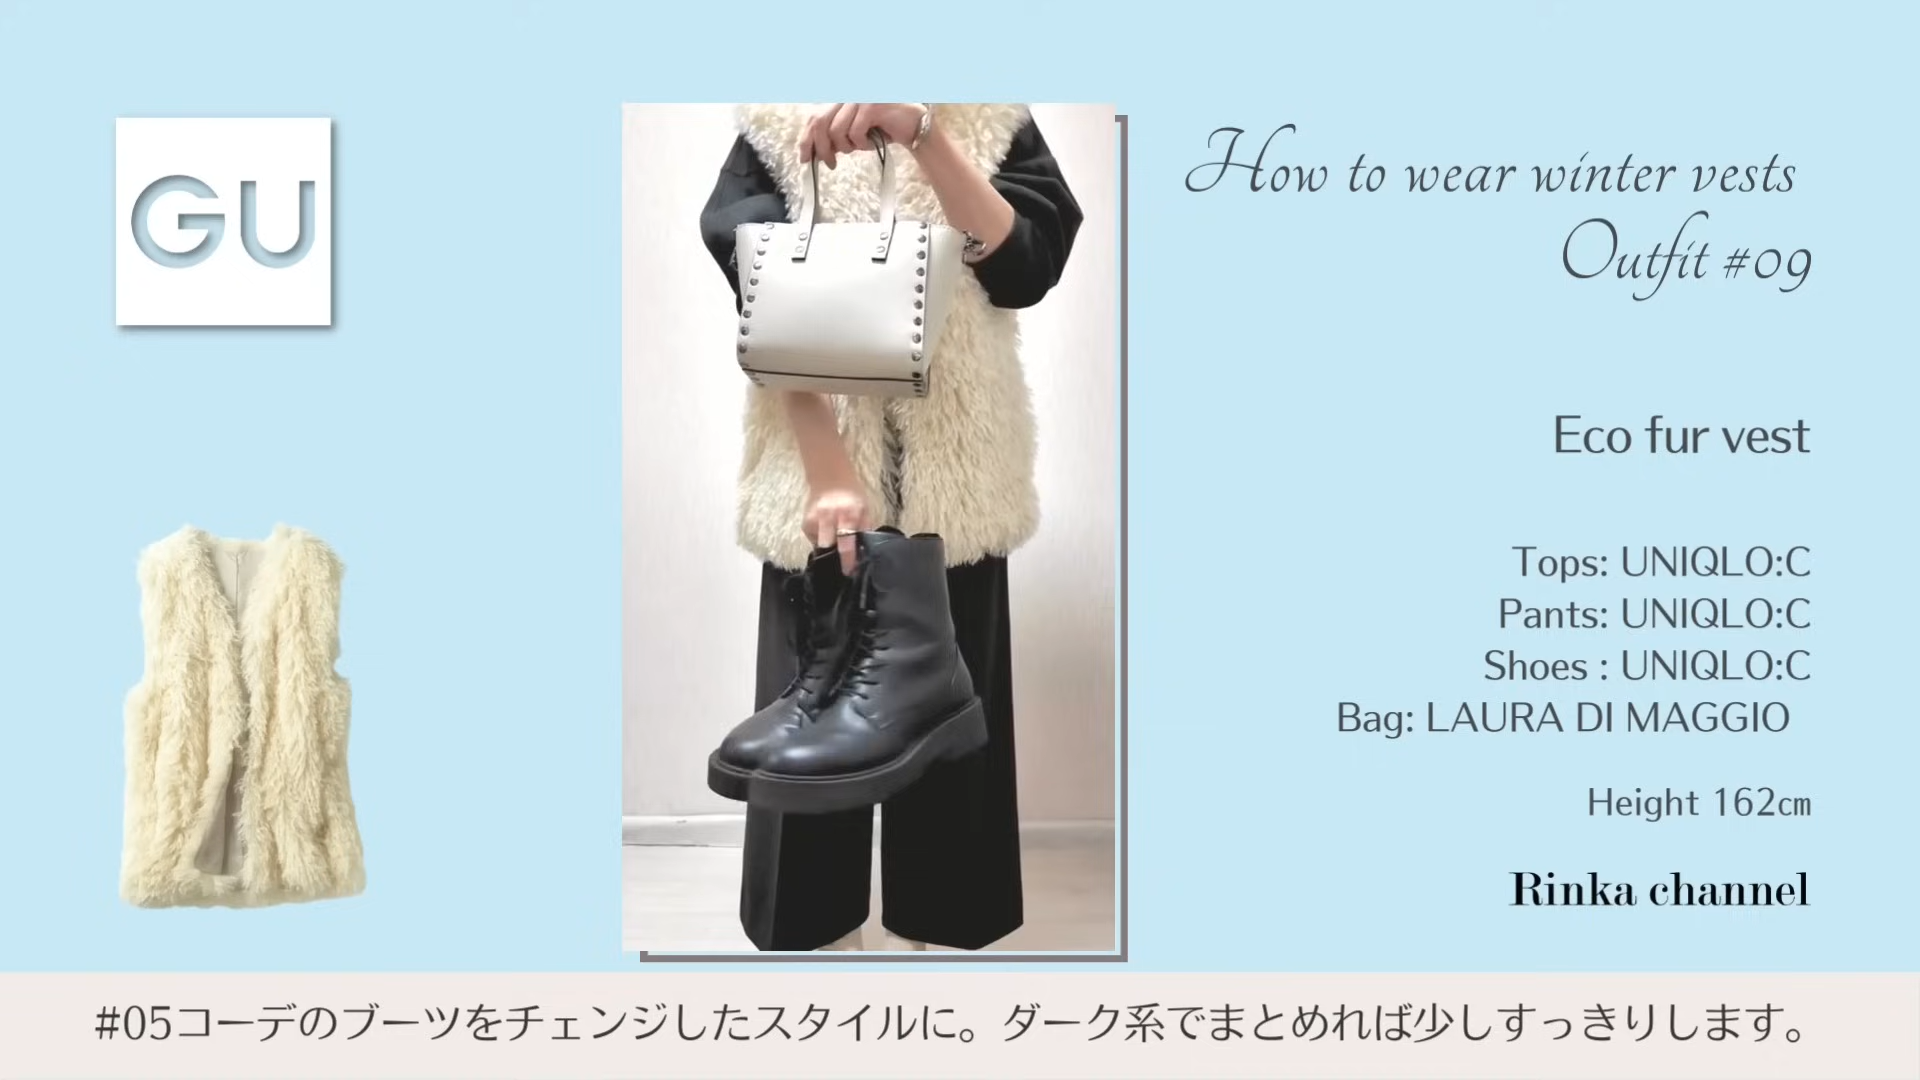 GU
How to wear winter vests
Outfit #09
Eco fur vest
Tops: UNIQLO:C
Pants: UNIQLO:C
Shoes : UNIQLO:C
Bag: LAURA DI MAGGIO
Height 162㎝
Rinka channel
#05コーデのブーツをチェンジしたスタイルに。ダーク系でまとめれば少しすっきりします。